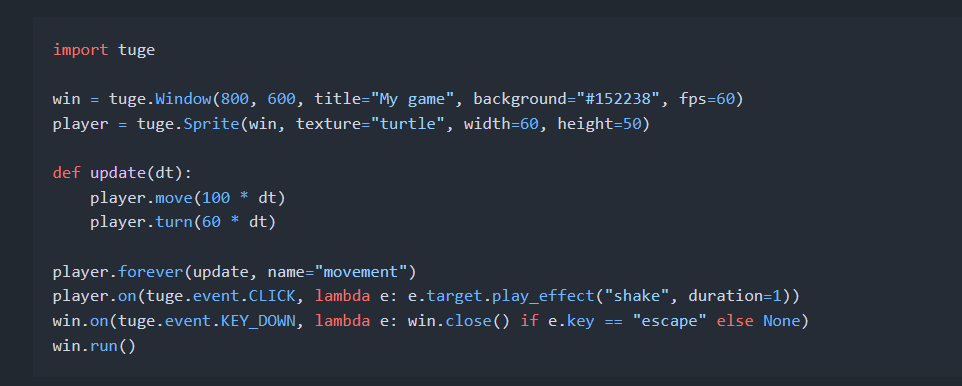 import tuge
win = tuge.Window(800, 600, title="My game", background="#152238", fps=60)
player = tuge.Sprite(win, texture="turtle", width=60, height=50)
def update(dt):
    player.move(100 * dt)
    player.turn(60 * dt)
player.forever(update, name="movement")
player.on(tuge.event.CLICK, lambda e: e.target.play_effect("shake", duration=1))
win.on(tuge.event.KEY_DOWN, lambda e: win.close() if e.key == "escape" else None)
win.run()